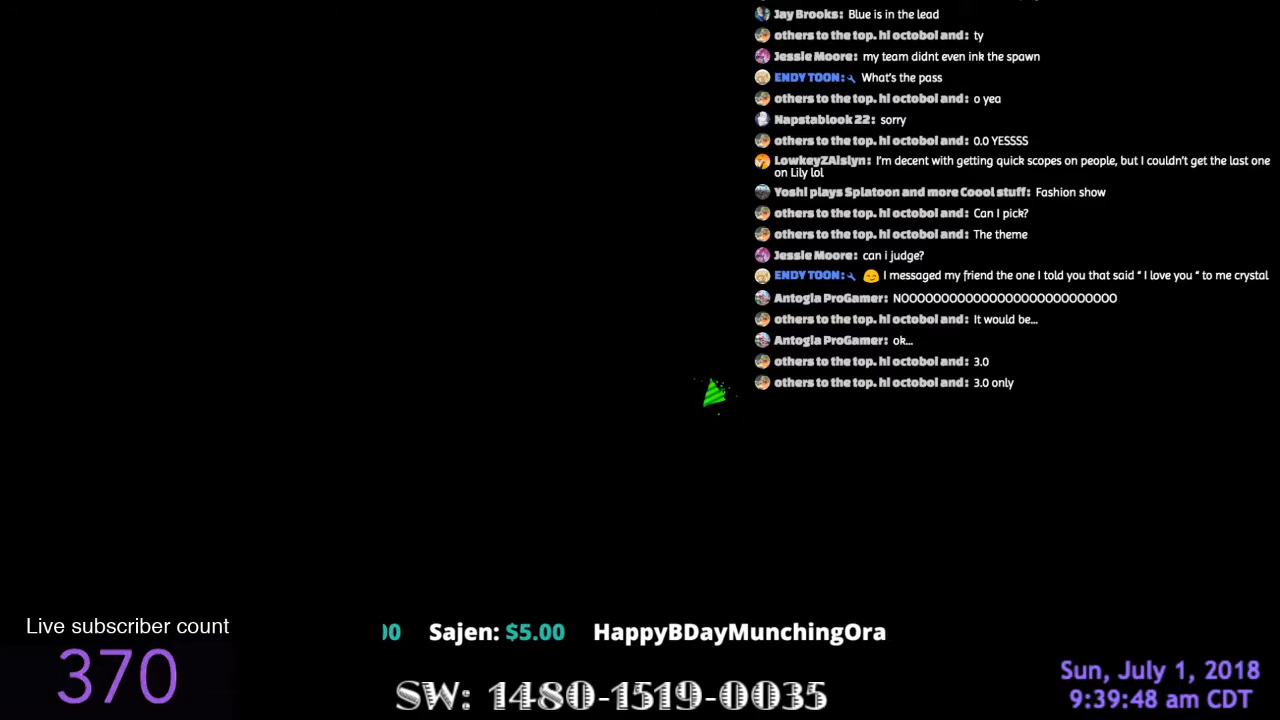 Jay Brooks: Blue is in the lead
others to the top. hi octobol and: ty
Jessie Moore: my team didnt even ink the spawn
ENDY TOON: What's the pass
others to the top. hi octobol and: o yea
Napstablook 22: sorry
others to the top. hi octobol and: 0.0 YESSSS
LowkeyZAislyn: I'm decent with getting quick scopes on people, but I couldn't get the last one
on Lily lol
Yoshi plays Splatoon and more Coool stuff: Fashion show
others to the top. hi octobol and: Can I pick?
others to the top. hi octobol and: The theme
Jessie Moore: can i judge?
ENDY TOON: 🤗 I messaged my friend the one I told you that said “ I love you “ to me crystal
Antogia ProGamer: NOOOOOOOOOOOOOOOOOOOOOOOOOOO
others to the top. hi octobol and: It would be...
Antogia ProGamer: ok...
others to the top. hi octobol and: 3.0
others to the top. hi octobol and: 3.0 only
Live subscriber count
370
00 Sajen: $5.00 HappyBDayMunchingOra
SW: 1480-1519-0035
Sun, July 1, 2018
9:39:48 am CDT